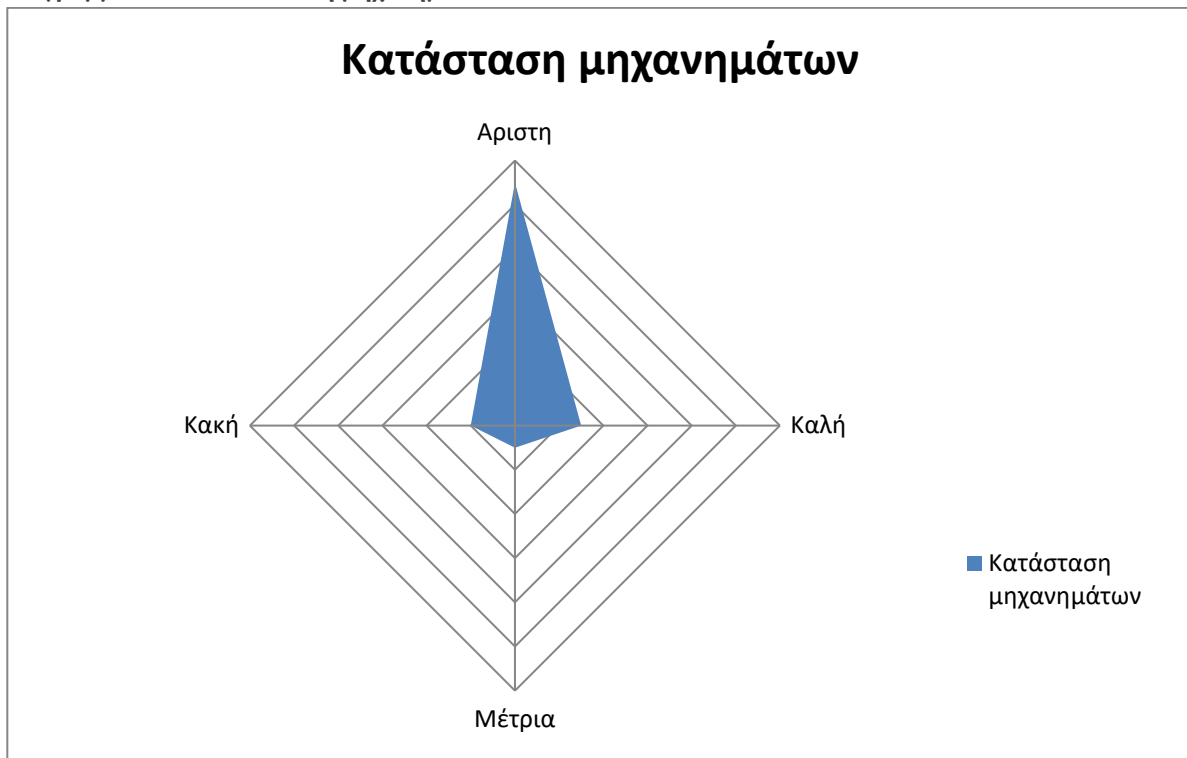 Κατάσταση μηχανημάτων
Αριστη
Κακή
Καλή
Κατάσταση
μηχανημάτων
Μέτρια